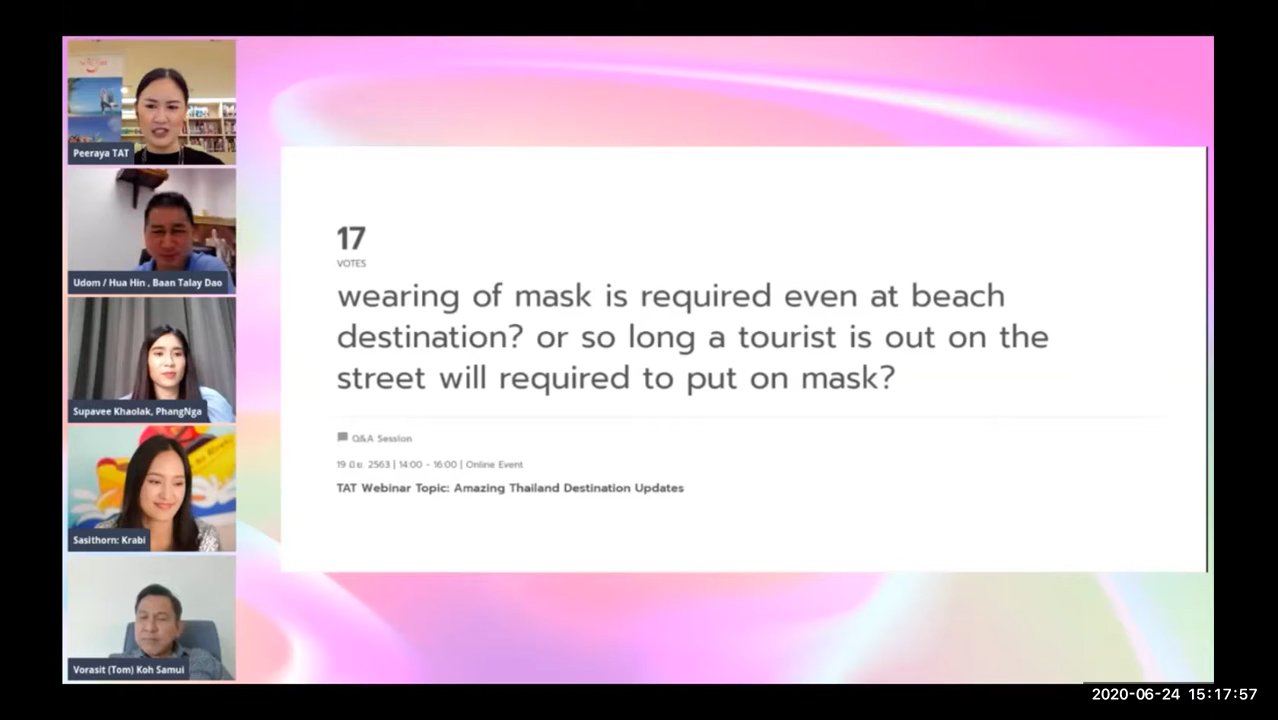 Peeraya TAT
Udom / Hua Hin , Baan Talay Dao
Supavee Khaolak, PhangNga
Sasithorn: Krabi
Vorasit (Tom) Koh Samui
17
VOTES
wearing of mask is required even at beach
destination? or so long a tourist is out on the
street will required to put on mask?
Q&A Session
19 มิ.ย. 2563 | 14:00 - 16:00 | Online Event
TAT Webinar Topic: Amazing Thailand Destination Updates
2020-06-24 15:17:57